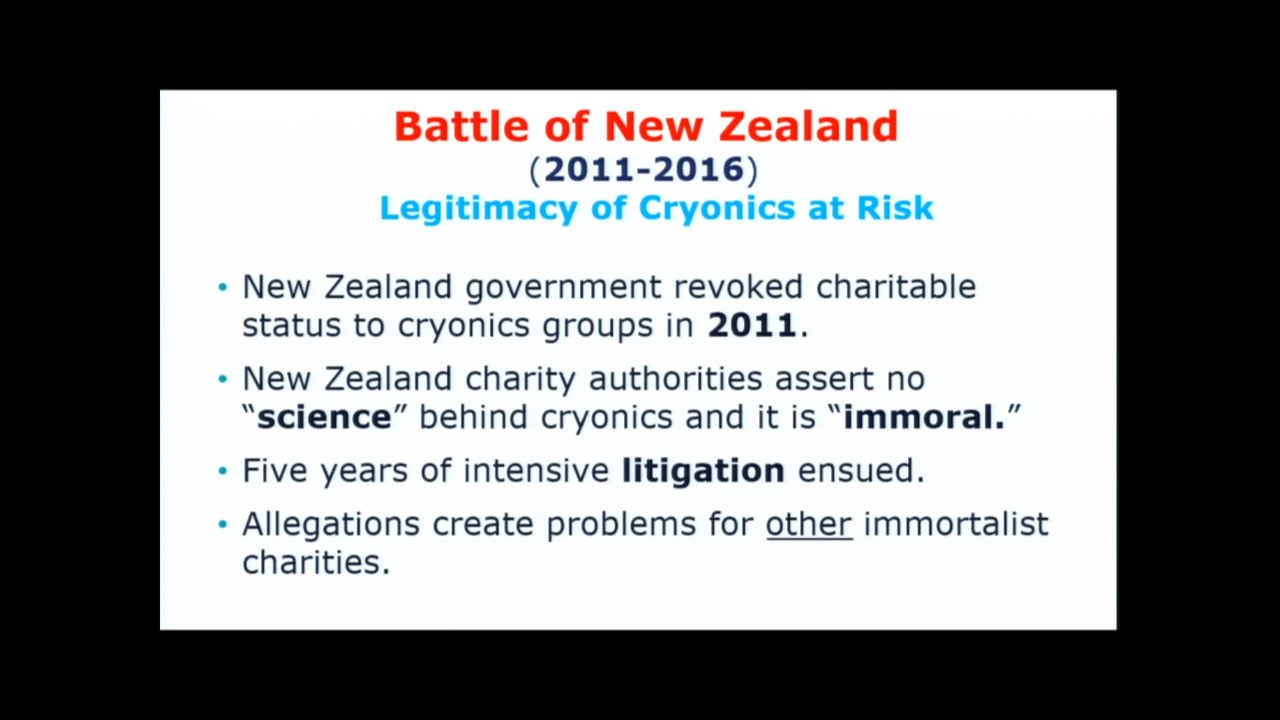 Battle of New Zealand
(2011-2016)
Legitimacy of Cryonics at Risk
• New Zealand government revoked charitable
status to cryonics groups in 2011.
• New Zealand charity authorities assert no
“science” behind cryonics and it is “immoral.”
• Five years of intensive litigation ensued.
• Allegations create problems for other immortalist
charities.